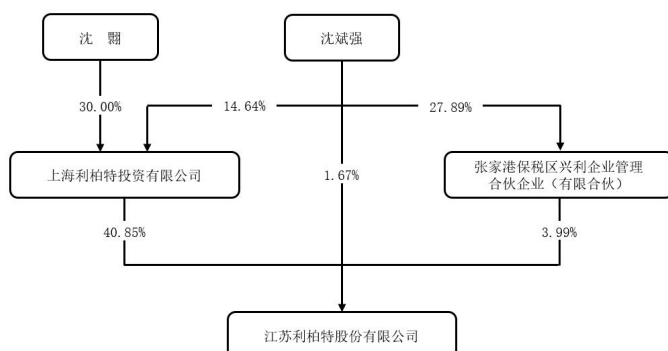 沈　翾
沈斌强
30.00%
14.64%
27.89%
上海利柏特投资有限公司
1.67%
张家港保税区兴利企业管理
合伙企业（有限合伙）
40.85%
3.99%
江苏利柏特股份有限公司